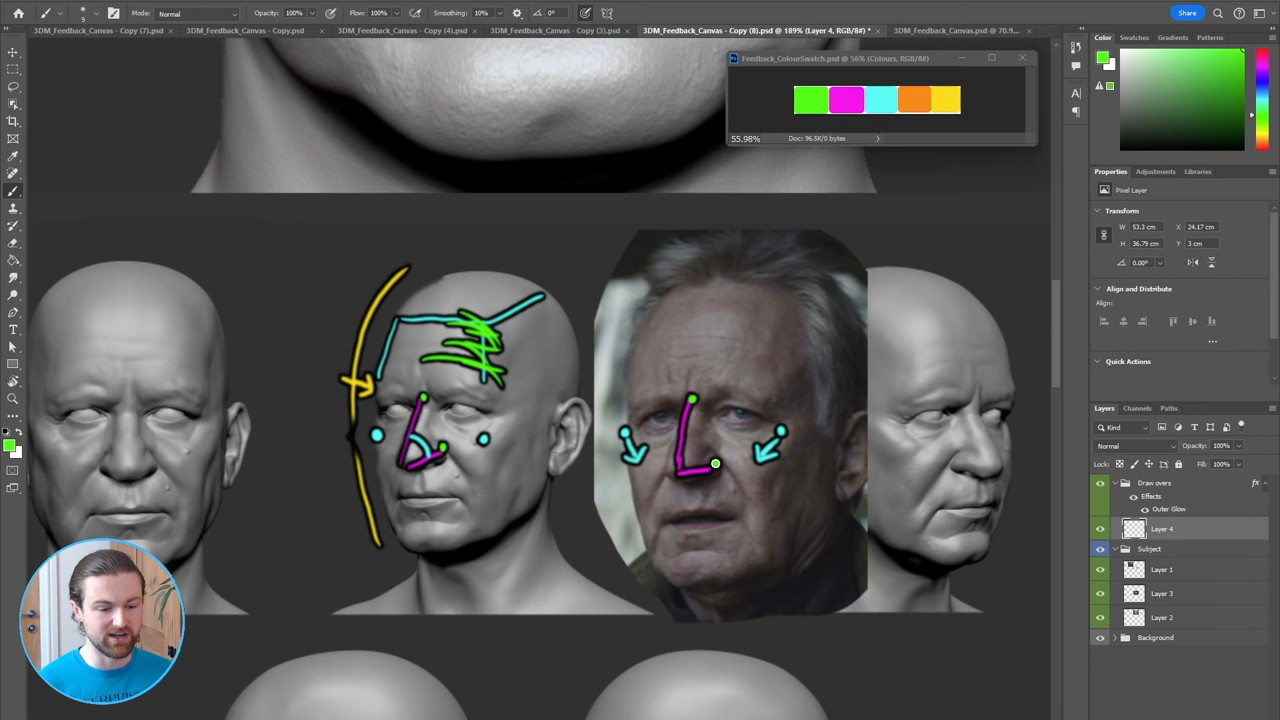 Mode: Normal Opacity: 100% Flow: 100% Smoothing: 10% 0° Share
3DM_Feedback_Canvas - Copy (7).psd × 3DM_Feedback_Canvas - Copy.psd × 3DM_Feedback_Canvas - Copy (4).psd × 3DM_Feedback_Canvas - Copy (3).psd × 3DM_Feedback_Canvas - Copy (8).psd @ 189% (Layer 4, RGB/8#) * × 3DM_Feedback_Canvas.psd @ 70.9... ×
Feedback_ColourSwatch.psd @ 56% (Colours, RGB/8#)
55.98% Doc: 96.5K/0 bytes
Color Swatches Gradients Patterns
Properties Adjustments Libraries
Pixel Layer
Transform
W 53.3 cm X 24.17 cm
H 36.79 cm Y 3 cm
0.00°
Align and Distribute
Align:
Quick Actions
Layers Channels Paths
Kind
Normal Opacity: 100%
Lock: Fill: 100%
Draw overs fx
Effects
Outer Glow
Layer 4
Subject
Layer 1
Layer 3
Layer 2
Background